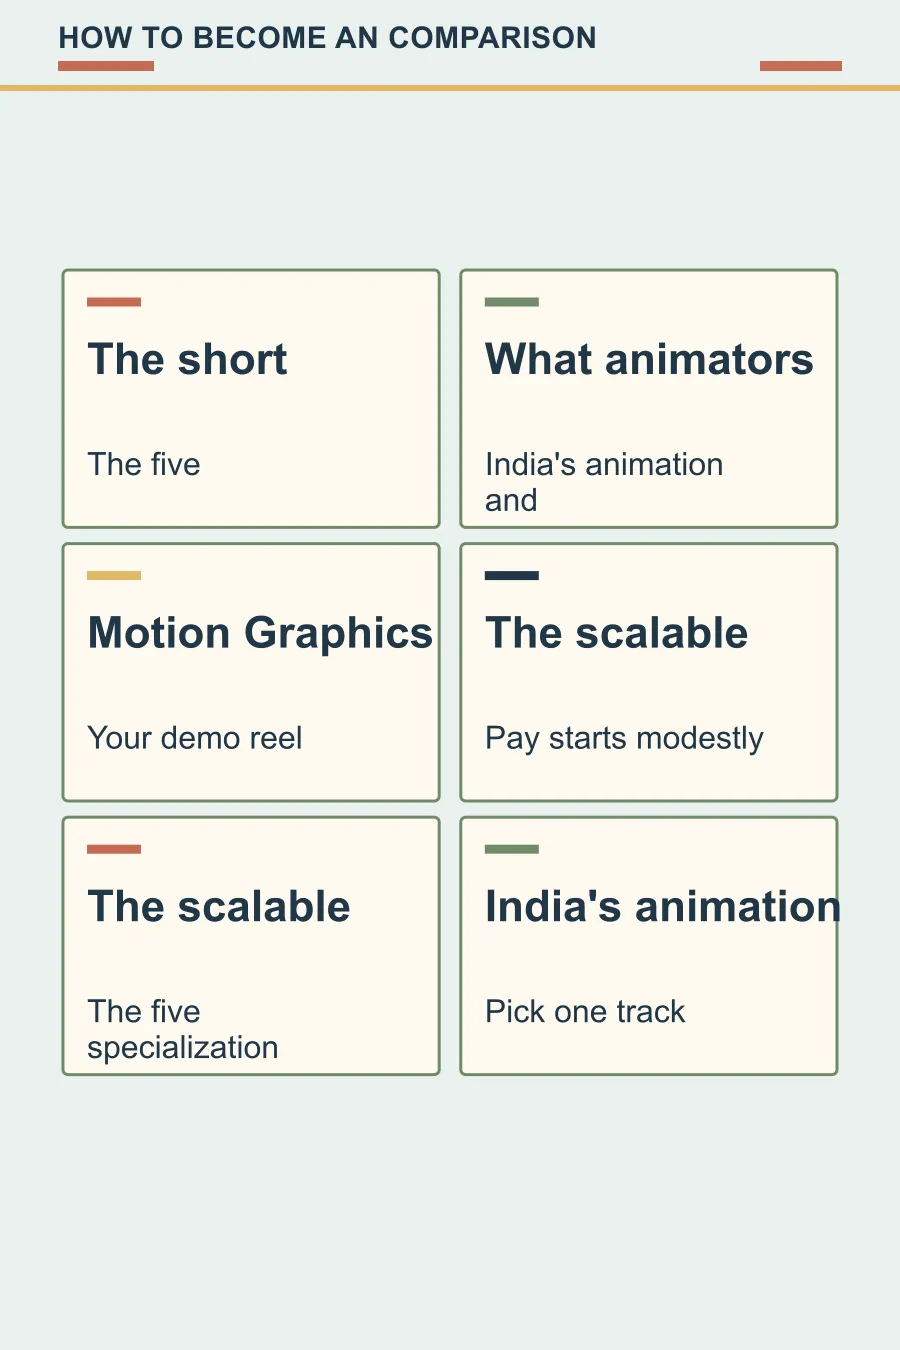 HOW TO BECOME AN COMPARISON
The short
The five
What animators
India's animation
and
Motion Graphics
Your demo reel
The scalable
Pay starts modestly
The scalable
The five
specialization
India's animation
Pick one track